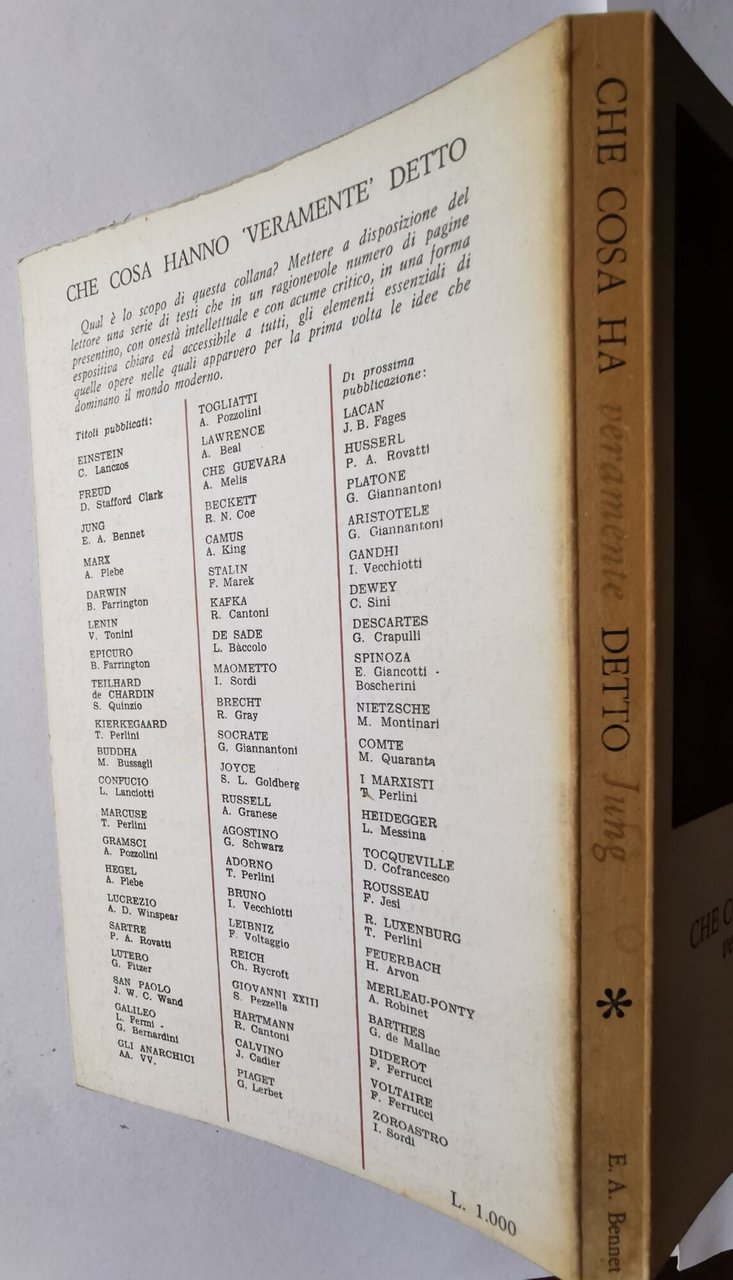 CHE COSA HANNO 'VERAMENTE' DETTO
Qual è lo scopo di questa collana? Mettere a disposizione del
lettore una serie di testi che in un ragionevole numero di pagine
presentino, con onestà intellettuale e con acume critico, in una forma
espositiva chiara ed accessibile a tutti, gli elementi essenziali di
quelle opere nelle quali apparvero per la prima volta le idee che
dominano il mondo moderno.
Titoli pubblicati:
EINSTEIN
C. Lanczos
FREUD
D. Stafford Clark
JUNG
E. A. Bennet
MARX
A. Plebe
DARWIN
B. Farrington
LENIN
V. Tonini
EPICURO
B. Farrington
TEILHARD
de CHARDIN
S. Quinzio
KIERKEGAARD
T. Perlini
BUDDHA
M. Bussagli
CONFUCIO
L. Lanciotti
MARCUSE
T. Perlini
GRAMSCI
A. Pozzolini
HEGEL
A. Plebe
LUCREZIO
A. D. Winspear
SARTRE
P. A. Rovatti
LUTERO
G. Fitzer
SAN PAOLO
J. W. C. Wand
GALILEO
L. Fermi -
G. Bernardini
GLI ANARCHICI
AA. VV.
TOGLIATTI
A. Pozzolini
LAWRENCE
A. Beal
CHE GUEVARA
A. Melis
BECKETT
R. N. Coe
CAMUS
A. King
STALIN
F. Marek
KAFKA
R. Cantoni
DE SADE
L. Bàccolo
MAOMETTO
I. Sordi
BRECHT
R. Gray
SOCRATE
G. Giannantoni
JOYCE
S. L. Goldberg
RUSSELL
A. Granese
AGOSTINO
G. Schwarz
ADORNO
T. Perlini
BRUNO
I. Vecchiotti
LEIBNIZ
F. Voltaggio
REICH
Ch. Rycroft
GIOVANNI XXIII
S. Pezzella
HARTMANN
R. Cantoni
CALVINO
J. Cadier
PIAGET
G. Lerbet
Di prossima
pubblicazione:
LACAN
J. B. Fages
HUSSERL
P. A. Rovatti
PLATONE
G. Giannantoni
ARISTOTELE
G. Giannantoni
GANDHI
I. Vecchiotti
DEWEY
C. Sini
DESCARTES
G. Crapulli
SPINOZA
E. Giancotti -
Boscherini
NIETZSCHE
M. Montinari
COMTE
M. Quaranta
I MARXISTI
T. Perlini
HEIDEGGER
L. Messina
TOCQUEVILLE
D. Cofrancesco
ROUSSEAU
F. Jesi
R. LUXENBURG
T. Perlini
FEUERBACH
H. Arvon
MERLEAU-PONTY
A. Robinet
BARTHES
G. de Mallac
DIDEROT
F. Ferrucci
VOLTAIRE
F. Ferrucci
ZOROASTRO
I. Sordi
L. 1.000
CHE COSA HA veramente DETTO Jung
E. A. Bennet
CHE